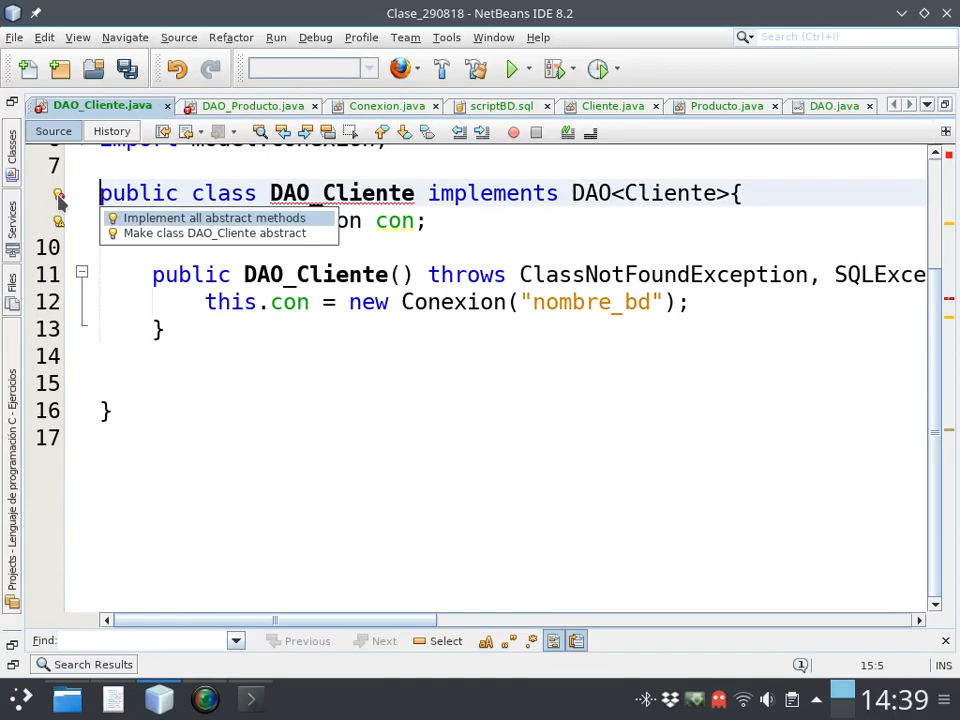 Clase_290818 - NetBeans IDE 8.2
File Edit View Navigate Source Refactor Run Debug Profile Team Tools Window Help
Search (Ctrl+I)
DAO_Cliente.java DAO_Producto.java Conexion.java scriptBD.sql Cliente.java Producto.java DAO.java
Source History
Classes
Services
Files
Projects - Lenguaje de programación C - Ejercicios
import model.Conexion;
7
public class DAO_Cliente implements DAO<Cliente>{
Implement all abstract methods
Make class DAO_Cliente abstract
on con;
10
11 public DAO_Cliente() throws ClassNotFoundException, SQLExce
12 this.con = new Conexion("nombre_bd");
13 }
14
15
16 }
17
Find: Previous Next Select
Search Results 1 15:5 INS
14:39